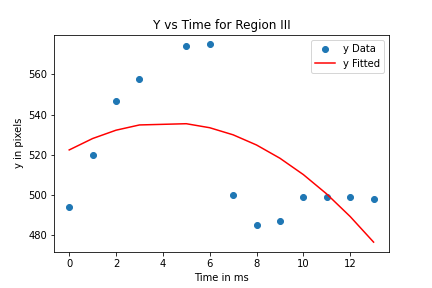 Y vs Time for Region III
y Data
y Fitted
y in pixels
560
540
520
500
480
0 2 4 6 8 10 12
Time in ms